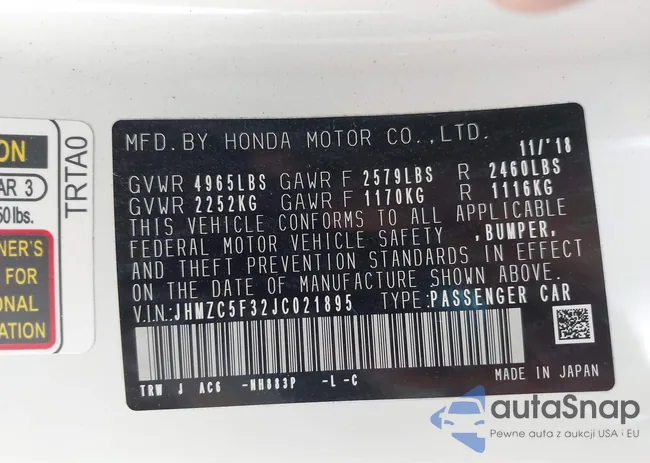 ON
AR 3
50 lbs.
NER'S
FOR
ONAL
ATION
TRTA0
MFD.BY HONDA MOTOR CO.,LTD. 11/'18
GVWR 4965LBS GAWR F 2579LBS R 2460LBS
GVWR 2252KG GAWR F 1170KG R 1116KG
THIS VEHICLE CONFORMS TO ALL APPLICABLE
FEDERAL MOTOR VEHICLE SAFETY ,BUMPER,
AND THEFT PREVENTION STANDARDS IN EFFECT
ON THE DATE OF MANUFACTURE SHOWN ABOVE.
V.I.N.:JHMZC5F32JC021895 TYPE:PASSENGER CAR
TRW J AC6 -NH883P -L -C
MADE IN JAPAN
autaSnap
Pewne auta z aukcji USA i EU